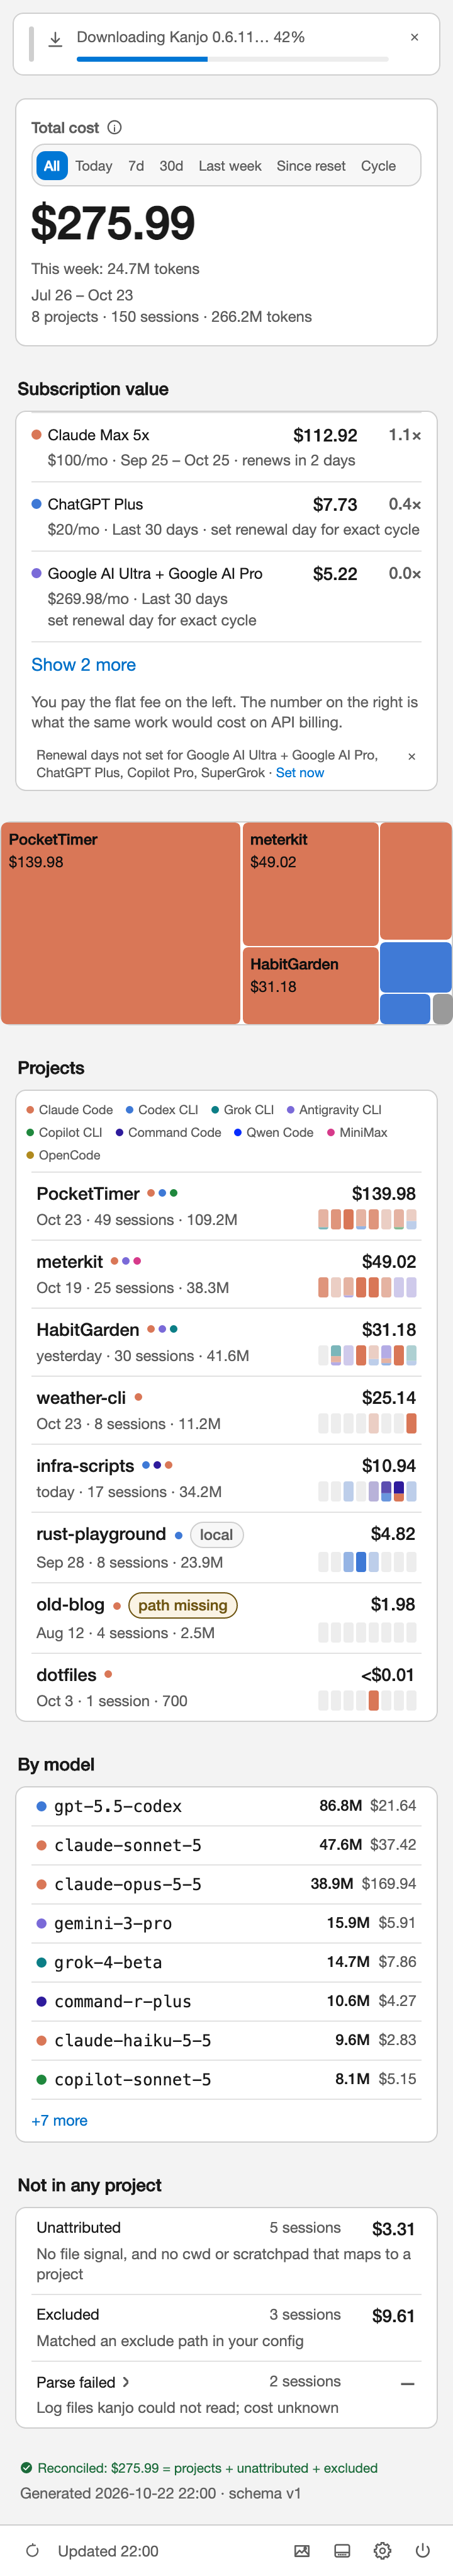 Downloading Kanjo 0.6.11… 42%
Total cost
All Today 7d 30d Last week Since reset Cycle
$275.99
This week: 24.7M tokens
Jul 26 – Oct 23
8 projects · 150 sessions · 266.2M tokens
Subscription value
Claude Max 5x $112.92 1.1×
$100/mo · Sep 25 – Oct 25 · renews in 2 days
ChatGPT Plus $7.73 0.4×
$20/mo · Last 30 days · set renewal day for exact cycle
Google AI Ultra + Google AI Pro $5.22 0.0×
$269.98/mo · Last 30 days
set renewal day for exact cycle
Show 2 more
You pay the flat fee on the left. The number on the right is
what the same work would cost on API billing.
Renewal days not set for Google AI Ultra + Google AI Pro,
ChatGPT Plus, Copilot Pro, SuperGrok · Set now
PocketTimer
$139.98
meterkit
$49.02
HabitGarden
$31.18
Projects
Claude Code Codex CLI Grok CLI Antigravity CLI
Copilot CLI Command Code Qwen Code MiniMax
OpenCode
PocketTimer $139.98
Oct 23 · 49 sessions · 109.2M
meterkit $49.02
Oct 19 · 25 sessions · 38.3M
HabitGarden $31.18
yesterday · 30 sessions · 41.6M
weather-cli $25.14
Oct 23 · 8 sessions · 11.2M
infra-scripts $10.94
today · 17 sessions · 34.2M
rust-playground local $4.82
Sep 28 · 8 sessions · 23.9M
old-blog path missing $1.98
Aug 12 · 4 sessions · 2.5M
dotfiles <$0.01
Oct 3 · 1 session · 700
By model
gpt-5.5-codex 86.8M $21.64
claude-sonnet-5 47.6M $37.42
claude-opus-5-5 38.9M $169.94
gemini-3-pro 15.9M $5.91
grok-4-beta 14.7M $7.86
command-r-plus 10.6M $4.27
claude-haiku-5-5 9.6M $2.83
copilot-sonnet-5 8.1M $5.15
+7 more
Not in any project
Unattributed 5 sessions $3.31
No file signal, and no cwd or scratchpad that maps to a
project
Excluded 3 sessions $9.61
Matched an exclude path in your config
Parse failed 2 sessions —
Log files kanjo could not read; cost unknown
Reconciled: $275.99 = projects + unattributed + excluded
Generated 2026-10-22 22:00 · schema v1
Updated 22:00